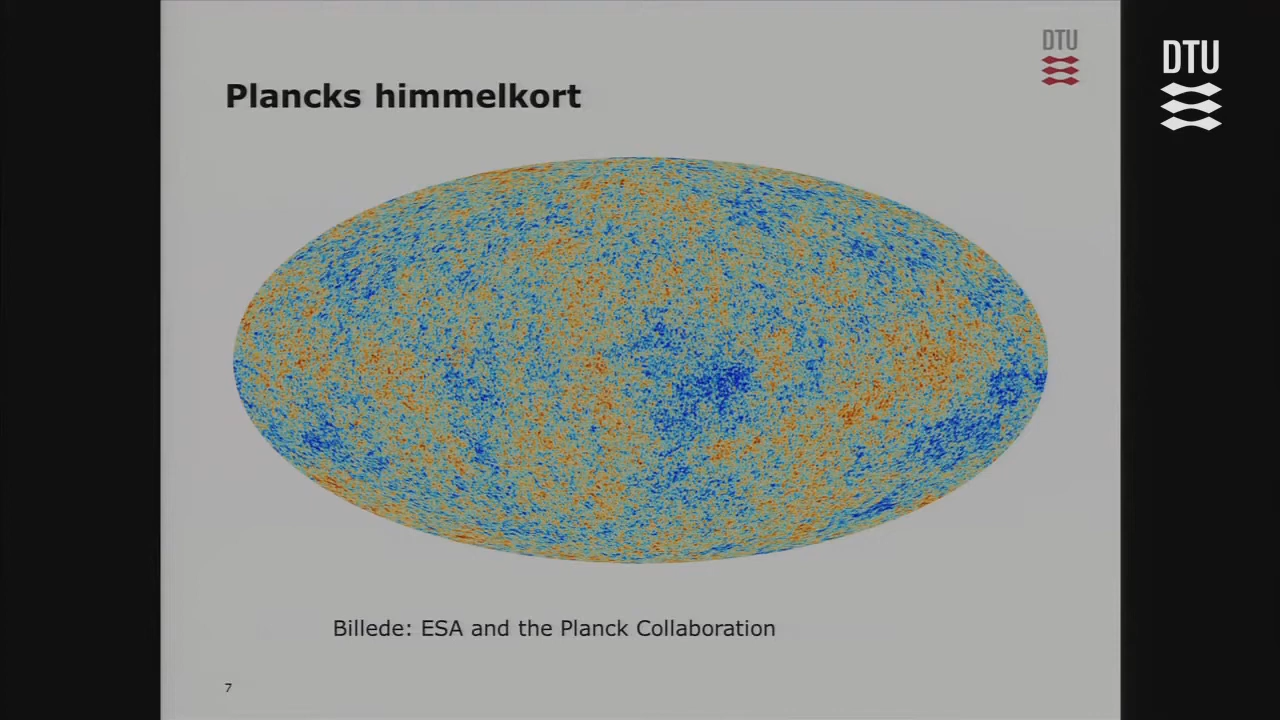 DTU
DTU
Plancks himmelkort
Billede: ESA and the Planck Collaboration
7